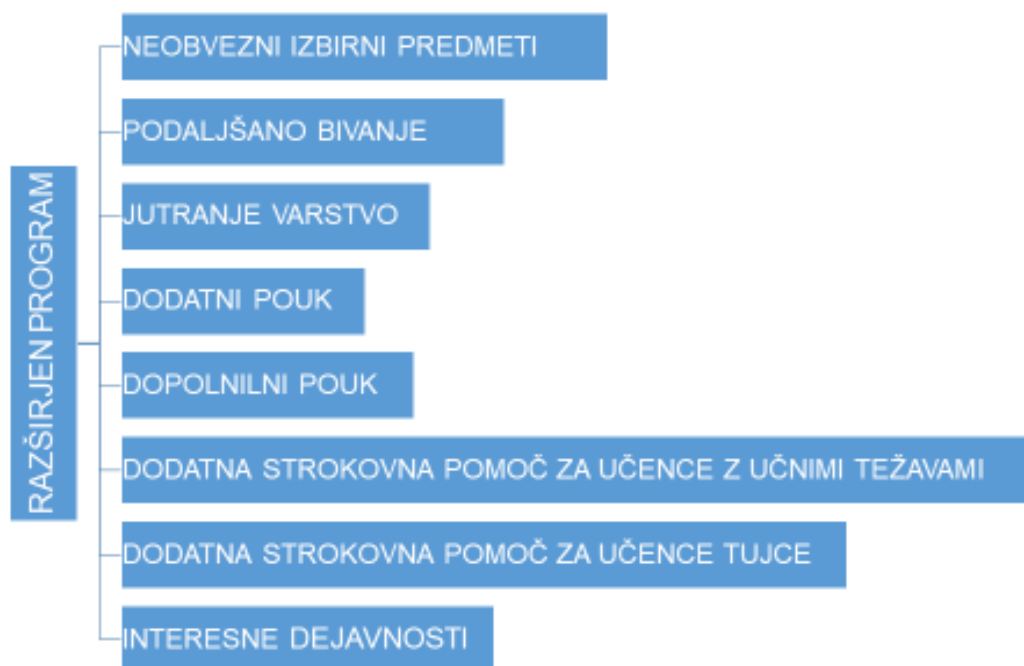 RAZŠIRJEN PROGRAM
NEOBVEZNI IZBIRNI PREDMETI
PODALJŠANO BIVANJE
JUTRANJE VARSTVO
DODATNI POUK
DOPOLNILNI POUK
DODATNA STROKOVNA POMOČ ZA UČENCE Z UČNIMI TEŽAVAMI
DODATNA STROKOVNA POMOČ ZA UČENCE TUJCE
INTERESNE DEJAVNOSTI